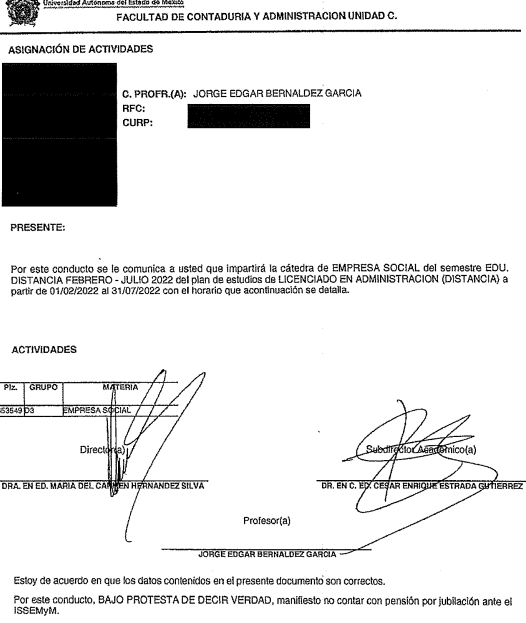 Universidad Autónoma del Estado de México
FACULTAD DE CONTADURIA Y ADMINISTRACION UNIDAD C.
ASIGNACIÓN DE ACTIVIDADES
C. PROFR.(A): JORGE EDGAR BERNALDEZ GARCIA
RFC:
CURP:
PRESENTE:
Por este conducto se le comunica a usted que impartirá la cátedra de EMPRESA SOCIAL del semestre EDU.
DISTANCIA FEBRERO - JULIO 2022 del plan de estudios de LICENCIADO EN ADMINISTRACION (DISTANCIA) a
partir de 01/02/2022 al 31/07/2022 con el horario que acontinuación se detalla.
ACTIVIDADES
Plz. GRUPO MATERIA
53549 D3 EMPRESA SOCIAL
Director(a) Subdirector Académico(a)
DRA. EN ED. MARIA DEL CARMEN HERNANDEZ SILVA DR. EN C. ED. CESAR ENRIQUE ESTRADA GUTIERREZ
Profesor(a)
JORGE EDGAR BERNALDEZ GARCIA
Estoy de acuerdo en que los datos contenidos en el presente documento son correctos.
Por este conducto, BAJO PROTESTA DE DECIR VERDAD, manifiesto no contar con pensión por jubilación ante el
ISSEMyM.